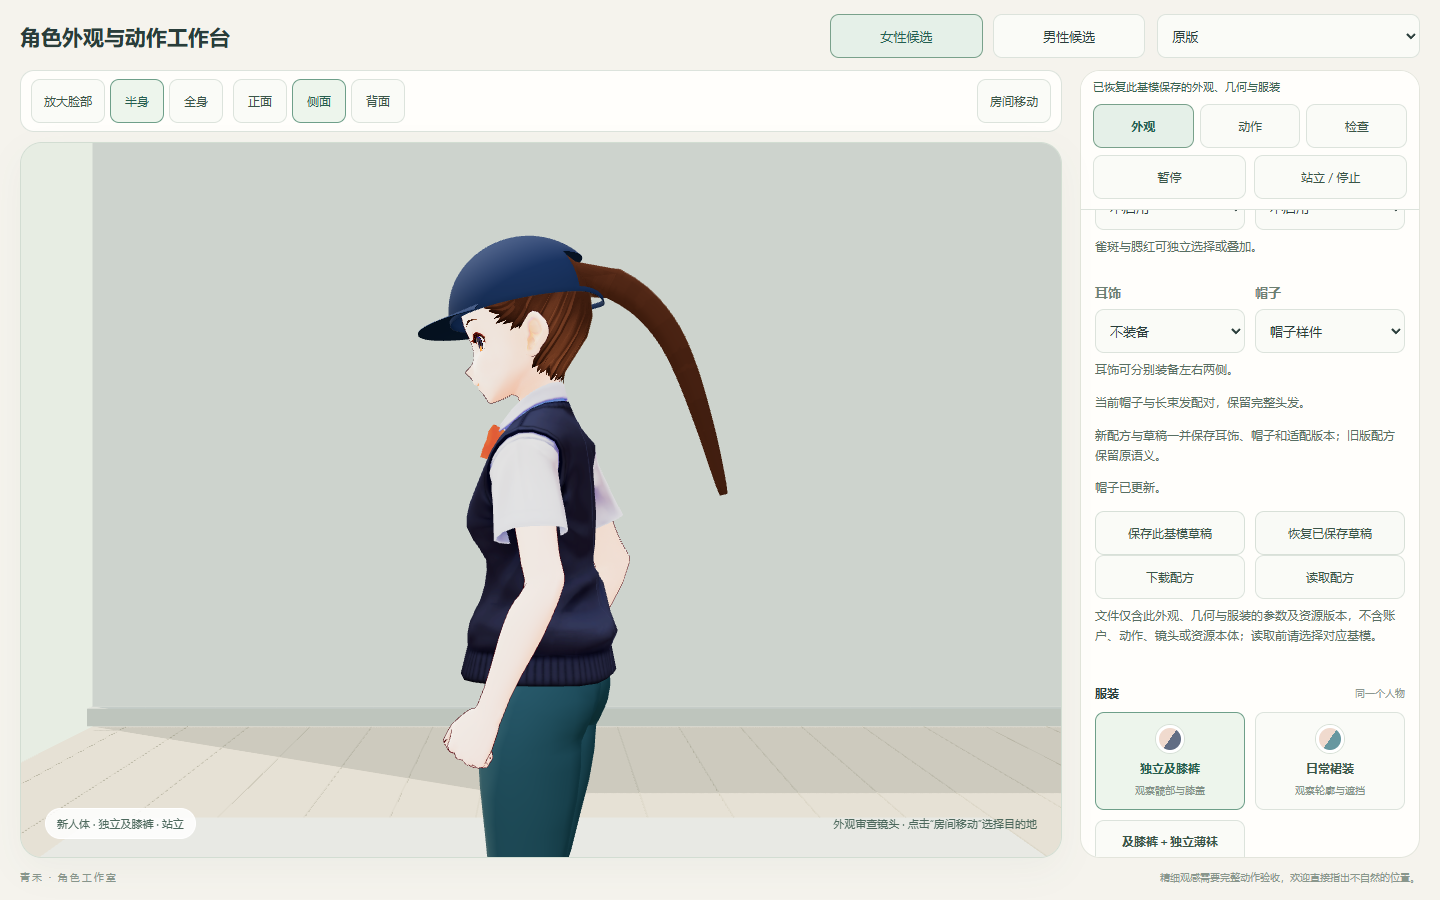 角色外观与动作工作台
女性候选
男性候选
原版
放大脸部
半身
全身
正面
侧面
背面
房间移动
已恢复此基模保存的外观、几何与服装
外观
动作
检查
暂停
站立 / 停止
雀斑与腮红可独立选择或叠加。
耳饰
帽子
不装备
帽子样件
耳饰可分别装备左右两侧。
当前帽子与长束发配对，保留完整头发。
新配方与草稿一并保存耳饰、帽子和适配版本；旧版配方
保留原语义。
帽子已更新。
保存此基模草稿
恢复已保存草稿
下载配方
读取配方
文件仅含此外观、几何与服装的参数及资源版本，不含账
户、动作、镜头或资源本体；读取前请选择对应基模。
服装
同一个人物
独立及膝裤
观察髋部与膝盖
日常裙装
观察轮廓与遮挡
及膝裤 + 独立薄袜
新人体 · 独立及膝裤 · 站立
外观审查镜头 · 点击“房间移动”选择目的地
青禾 · 角色工作室
精细观感需要完整动作验收，欢迎直接指出不自然的位置。